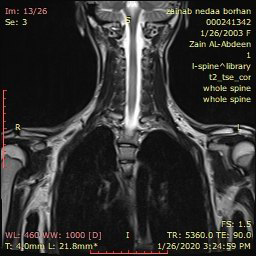 Im: 13/26
Se: 3
zainab nedaa borhan
000241342
1/26/2003 F
Zain AL-Abdeen
1
l-spine^library
t2_tse_cor
whole spine
whole spine
S
R
L
I
FS: 1.5
WL: 460 WW: 1000 [D]
TR: 5360.0 TE: 90.0
T: 4.0mm L: 21.8mm*
1/26/2020 3:24:59 PM